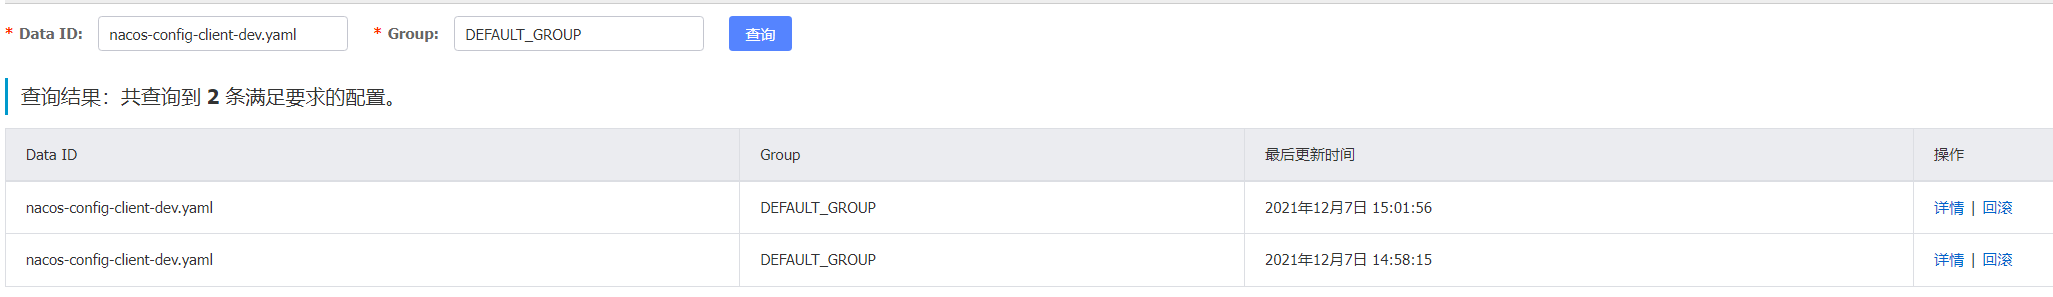 * Data ID: nacos-config-client-dev.yaml * Group: DEFAULT_GROUP 查询
查询结果：共查询到 2 条满足要求的配置。
Data ID Group 最后更新时间 操作
nacos-config-client-dev.yaml DEFAULT_GROUP 2021年12月7日 15:01:56 详情 | 回滚
nacos-config-client-dev.yaml DEFAULT_GROUP 2021年12月7日 14:58:15 详情 | 回滚